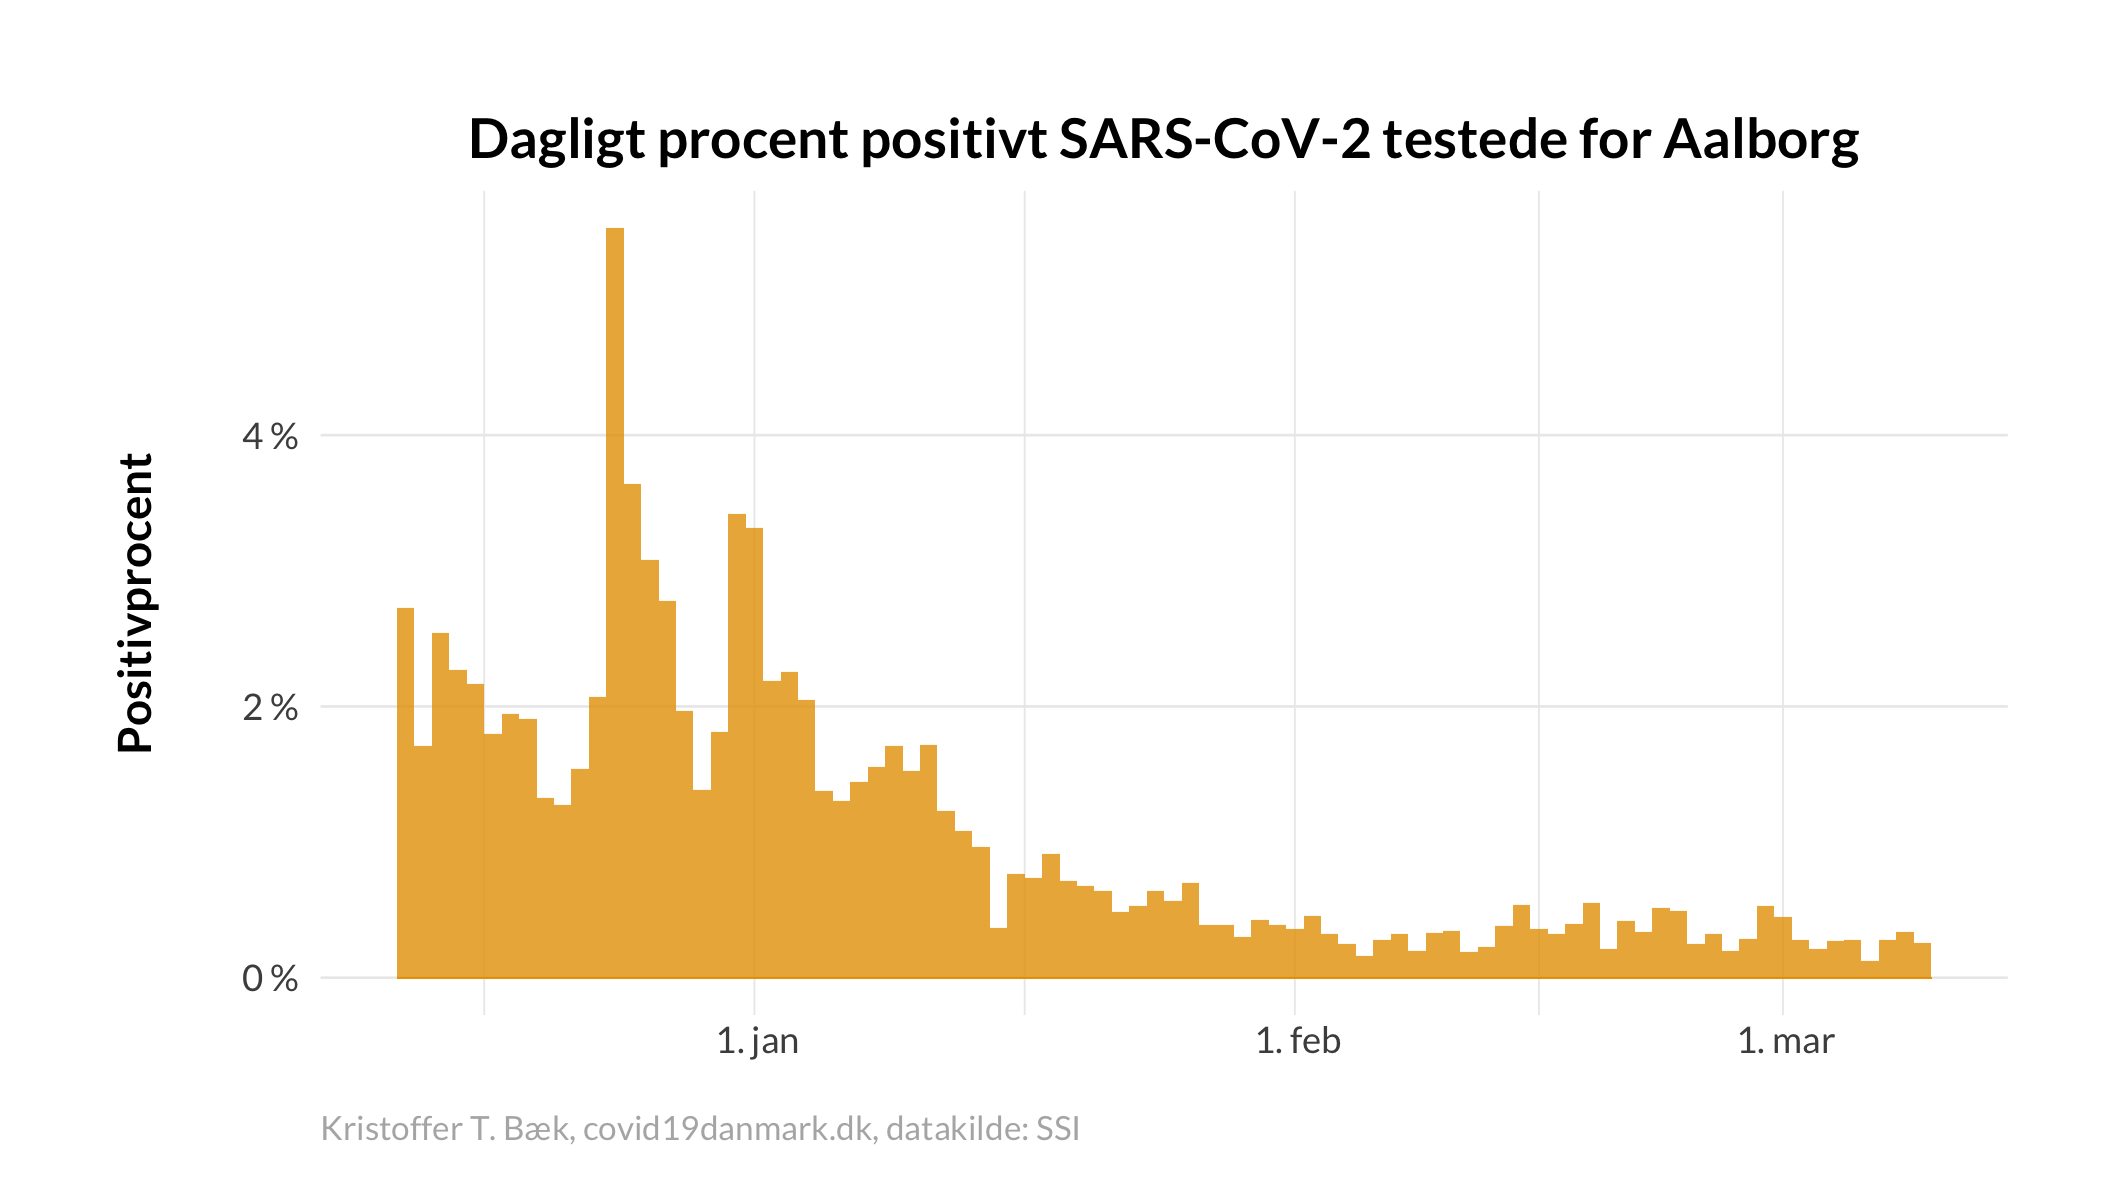 Dagligt procent positivt SARS-CoV-2 testede for Aalborg
Positivprocent
4 %
2 %
0 %
1. jan
1. feb
1. mar
Kristoffer T. Bæk, covid19danmark.dk, datakilde: SSI